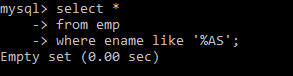 mysql> select *
    -> from emp
    -> where ename like '%AS';
Empty set (0.00 sec)